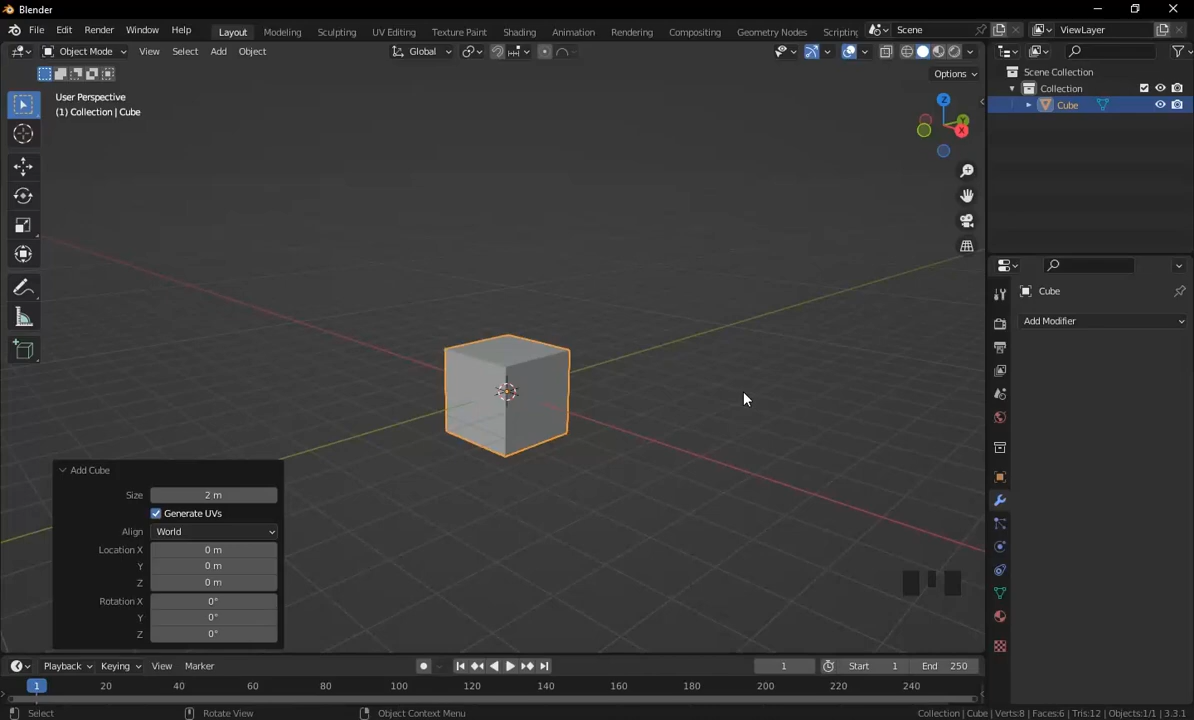 Blender
File Edit Render Window Help Layout Modeling Sculpting UV Editing Texture Paint Shading Animation Rendering Compositing Geometry Nodes Scripting Scene ViewLayer
Object Mode View Select Add Object Global
Options
User Perspective
(1) Collection | Cube
Z
Y
X
Add Cube
Size 2 m
Generate UVs
Align World
Location X 0 m
Y 0 m
Z 0 m
Rotation X 0°
Y 0°
Z 0°
Scene Collection
Collection
Cube
Cube
Add Modifier
Playback Keying View Marker 1 Start 1 End 250
1 20 40 60 80 100 120 140 160 180 200 220 240
Select Rotate View Object Context Menu Collection | Cube | Verts:8 | Faces:6 | Tris:12 | Objects:1/1 | 3.3.1